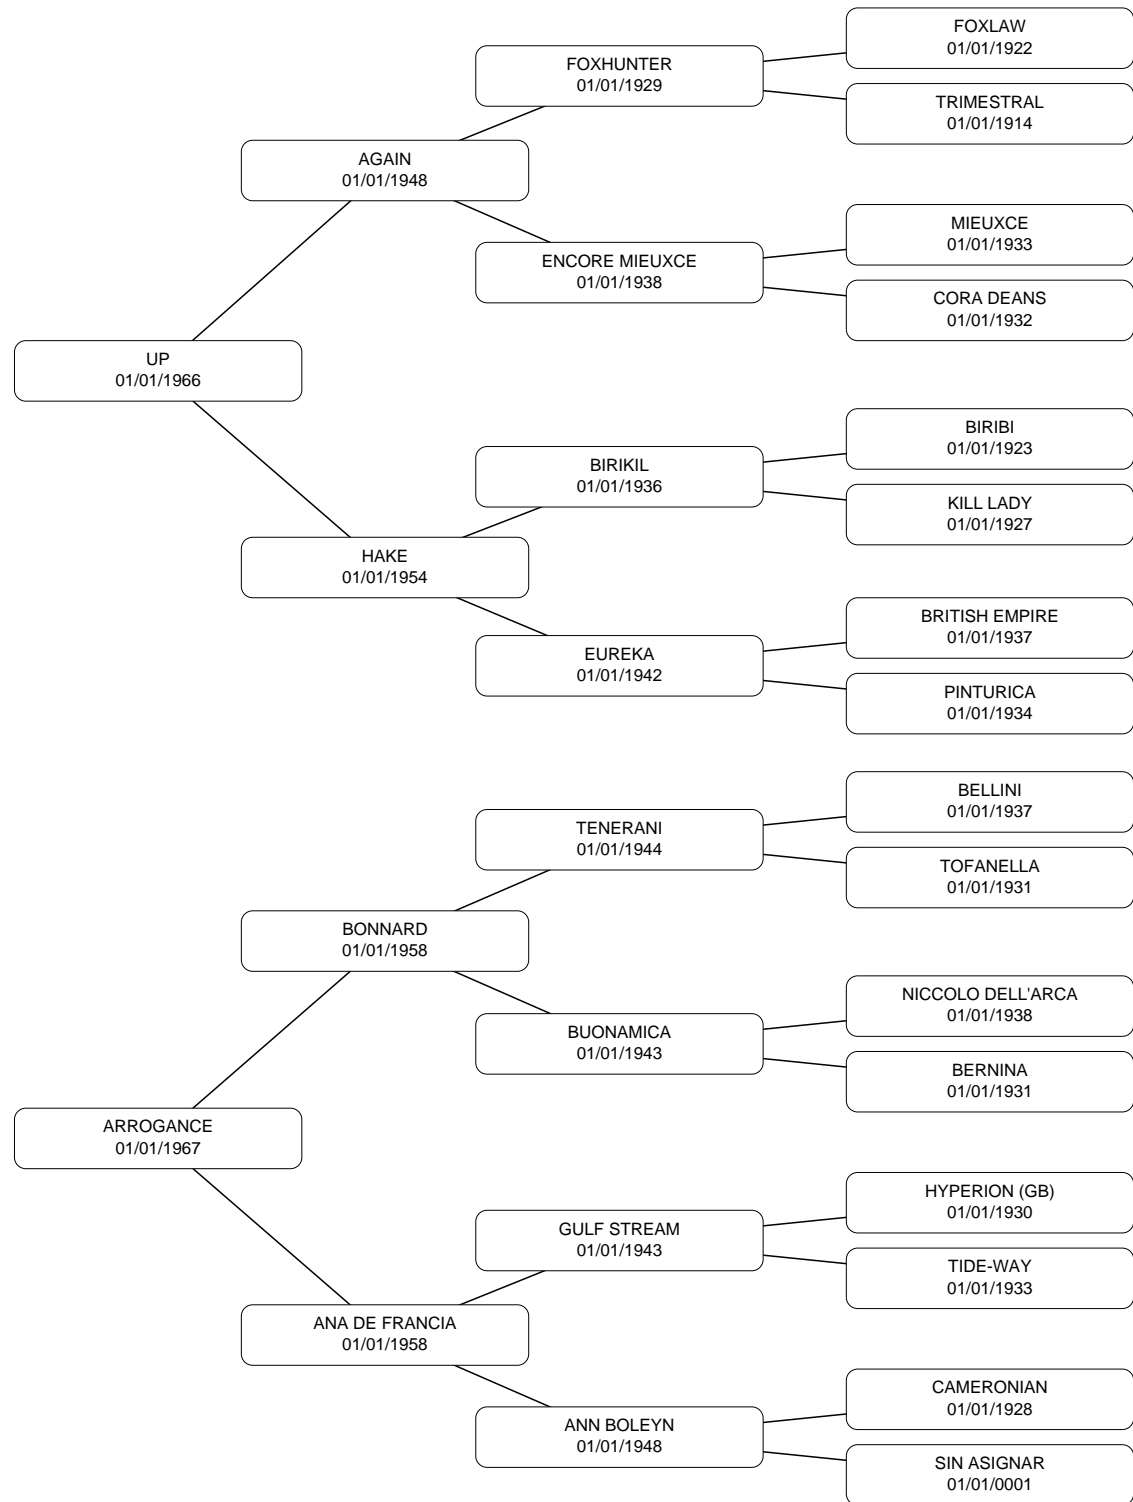 FOXLAW
01/01/1922
FOXHUNTER
01/01/1929
TRIMESTRAL
01/01/1914
AGAIN
01/01/1948
MIEUXCE
01/01/1933
ENCORE MIEUXCE
01/01/1938
CORA DEANS
01/01/1932
UP
01/01/1966
BIRIBI
01/01/1923
BIRIKIL
01/01/1936
KILL LADY
01/01/1927
HAKE
01/01/1954
BRITISH EMPIRE
01/01/1937
EUREKA
01/01/1942
PINTURICA
01/01/1934
BELLINI
01/01/1937
TENERANI
01/01/1944
TOFANELLA
01/01/1931
BONNARD
01/01/1958
NICCOLO DELL'ARCA
01/01/1938
BUONAMICA
01/01/1943
BERNINA
01/01/1931
ARROGANCE
01/01/1967
HYPERION (GB)
01/01/1930
GULF STREAM
01/01/1943
TIDE-WAY
01/01/1933
ANA DE FRANCIA
01/01/1958
CAMERONIAN
01/01/1928
ANN BOLEYN
01/01/1948
SIN ASIGNAR
01/01/0001